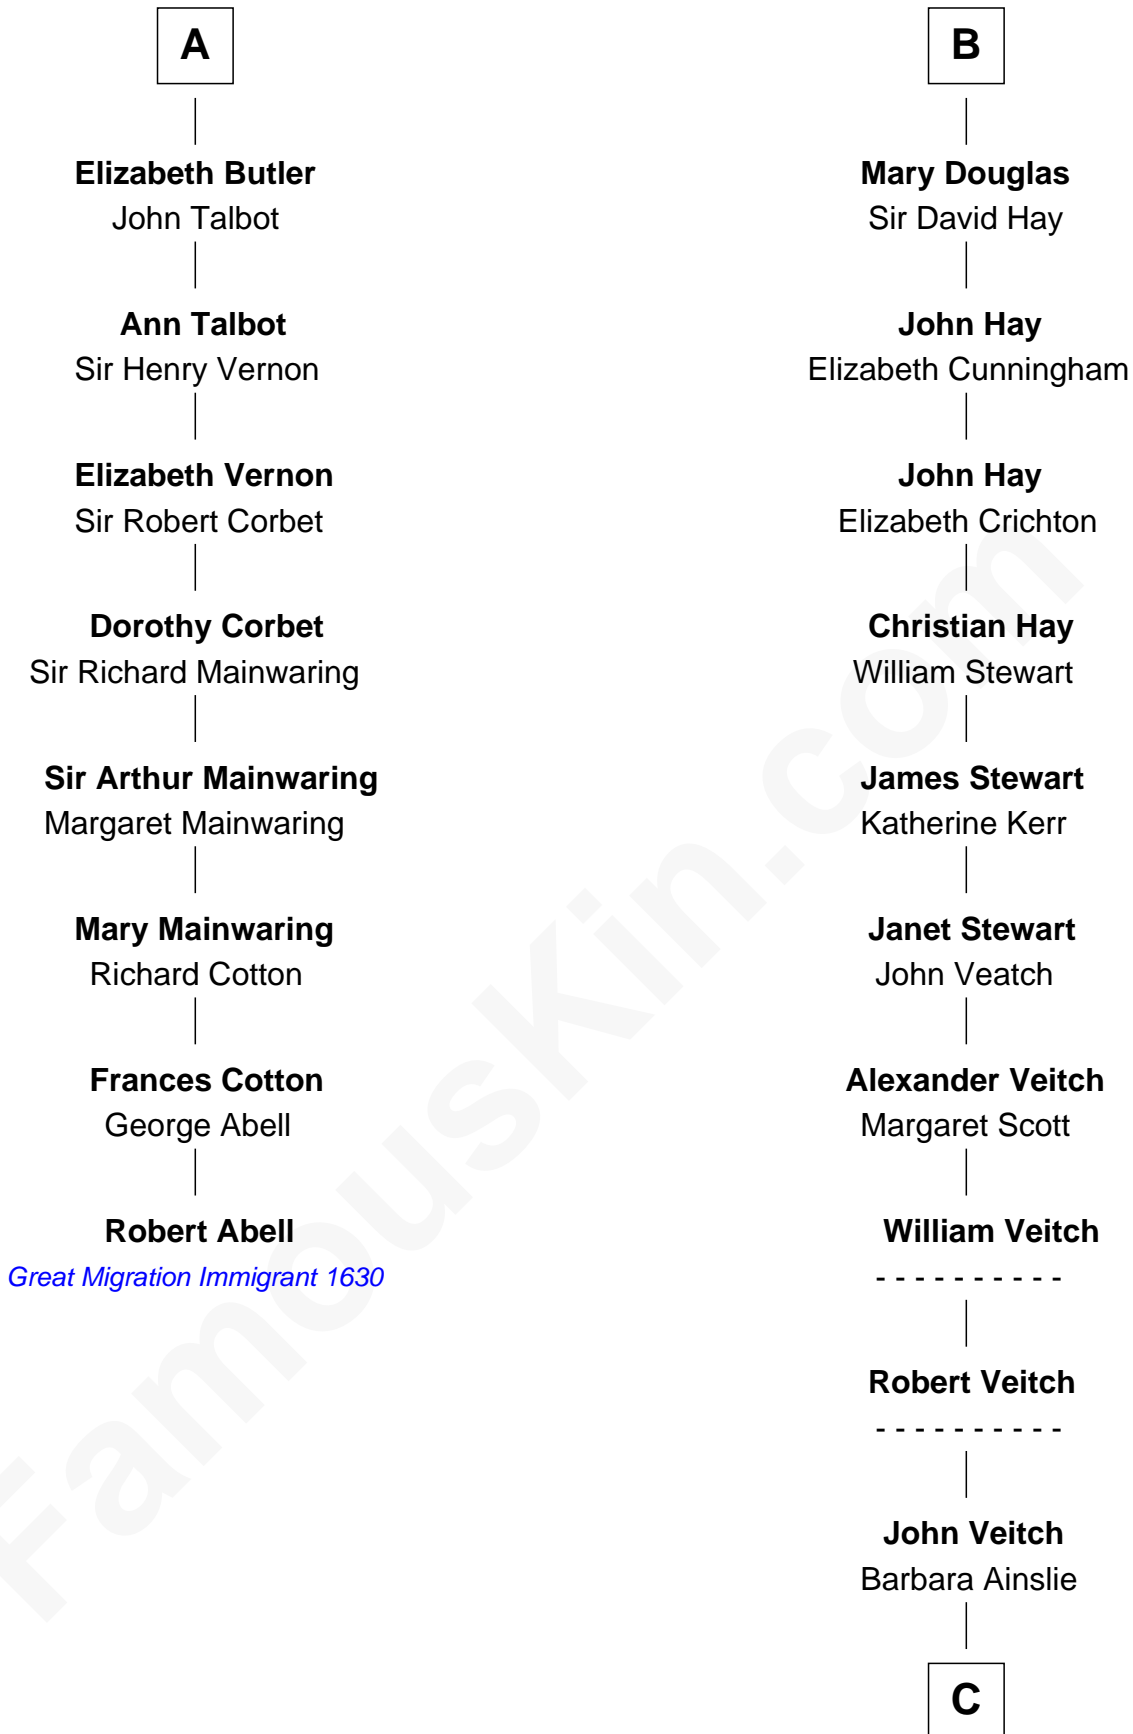 A
Elizabeth Butler
John Talbot
Ann Talbot
Sir Henry Vernon
Elizabeth Vernon
Sir Robert Corbet
Dorothy Corbet
Sir Richard Mainwaring
Sir Arthur Mainwaring
Margaret Mainwaring
Mary Mainwaring
Richard Cotton
Frances Cotton
George Abell
Robert Abell
Great Migration Immigrant 1630
B
Mary Douglas
Sir David Hay
John Hay
Elizabeth Cunningham
John Hay
Elizabeth Crichton
Christian Hay
William Stewart
James Stewart
Katherine Kerr
Janet Stewart
John Veatch
Alexander Veitch
Margaret Scott
William Veitch
- - - - - - - - - -
Robert Veitch
- - - - - - - - - -
John Veitch
Barbara Ainslie
C
FamousKin.com